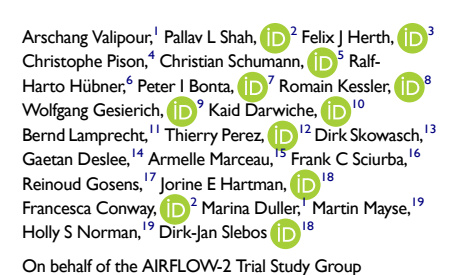 Arschang Valipour,1 Pallav L Shah, iD 2 Felix J Herth, iD 3
Christophe Pison,4 Christian Schumann, iD 5 Ralf-
Harto Hübner,6 Peter I Bonta, iD 7 Romain Kessler, iD 8
Wolfgang Gesierich, iD 9 Kaid Darwiche, iD 10
Bernd Lamprecht,11 Thierry Perez, iD 12 Dirk Skowasch,13
Gaetan Deslee,14 Armelle Marceau,15 Frank C Sciurba,16
Reinoud Gosens,17 Jorine E Hartman, iD 18
Francesca Conway, iD 2 Marina Duller,1 Martin Mayse,19
Holly S Norman,19 Dirk-Jan Slebos iD 18
On behalf of the AIRFLOW-2 Trial Study Group